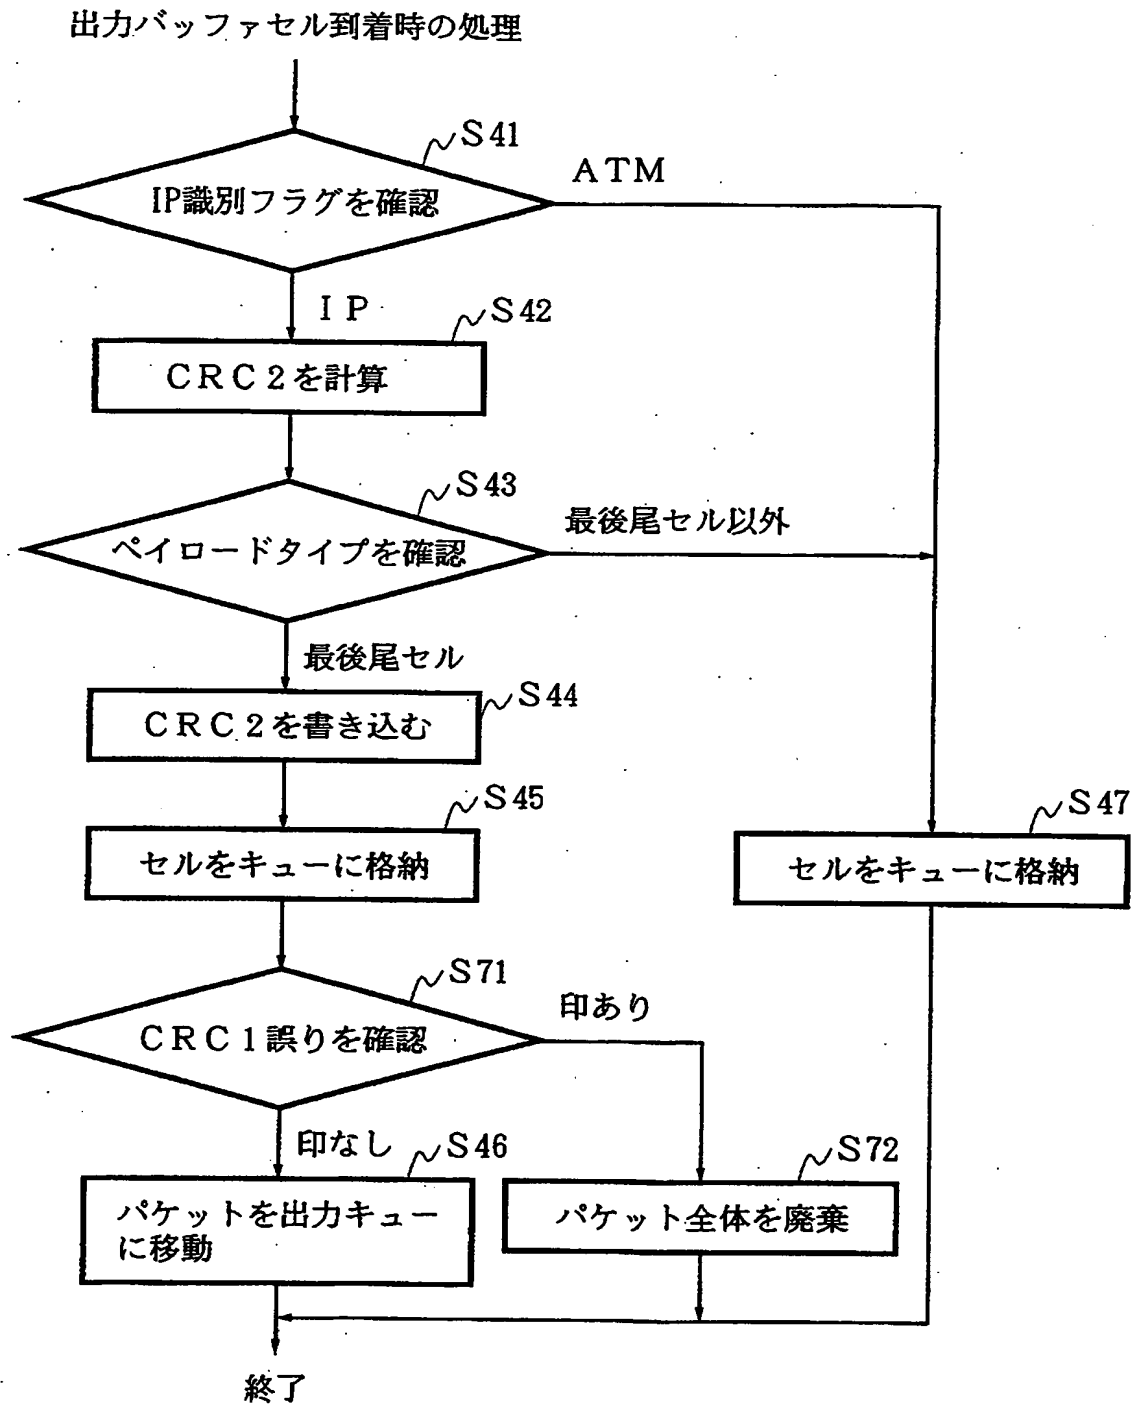 出力バッファセル到着時の処理
S41
ATM
IP識別フラグを確認
IP
S42
CRC2を計算
S43
最後尾セル以外
ペイロードタイプを確認
最後尾セル
S44
CRC2を書き込む
S45
S47
セルをキューに格納
セルをキューに格納
S71
印あり
CRC1誤りを確認
印なし
S46
S72
パケットを出力キュー
に移動
パケット全体を廃棄
終了